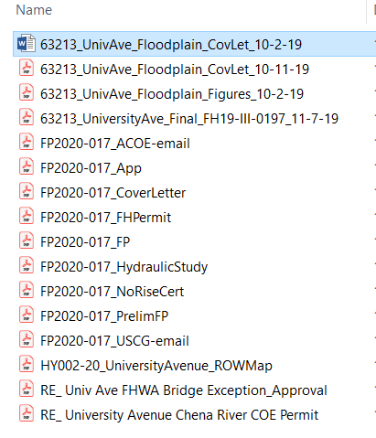 Name
63213_UnivAve_Floodplain_CovLet_10-2-19
63213_UnivAve_Floodplain_CovLet_10-11-19
63213_UnivAve_Floodplain_Figures_10-2-19
63213_UniversityAve_Final_FH19-III-0197_11-7-19
FP2020-017_ACOE-email
FP2020-017_App
FP2020-017_CoverLetter
FP2020-017_FHPermit
FP2020-017_FP
FP2020-017_HydraulicStudy
FP2020-017_NoRiseCert
FP2020-017_PrelimFP
FP2020-017_USCG-email
HY002-20_UniversityAvenue_ROWMap
RE_ Univ Ave FHWA Bridge Exception_Approval
RE_ University Avenue Chena River COE Permit